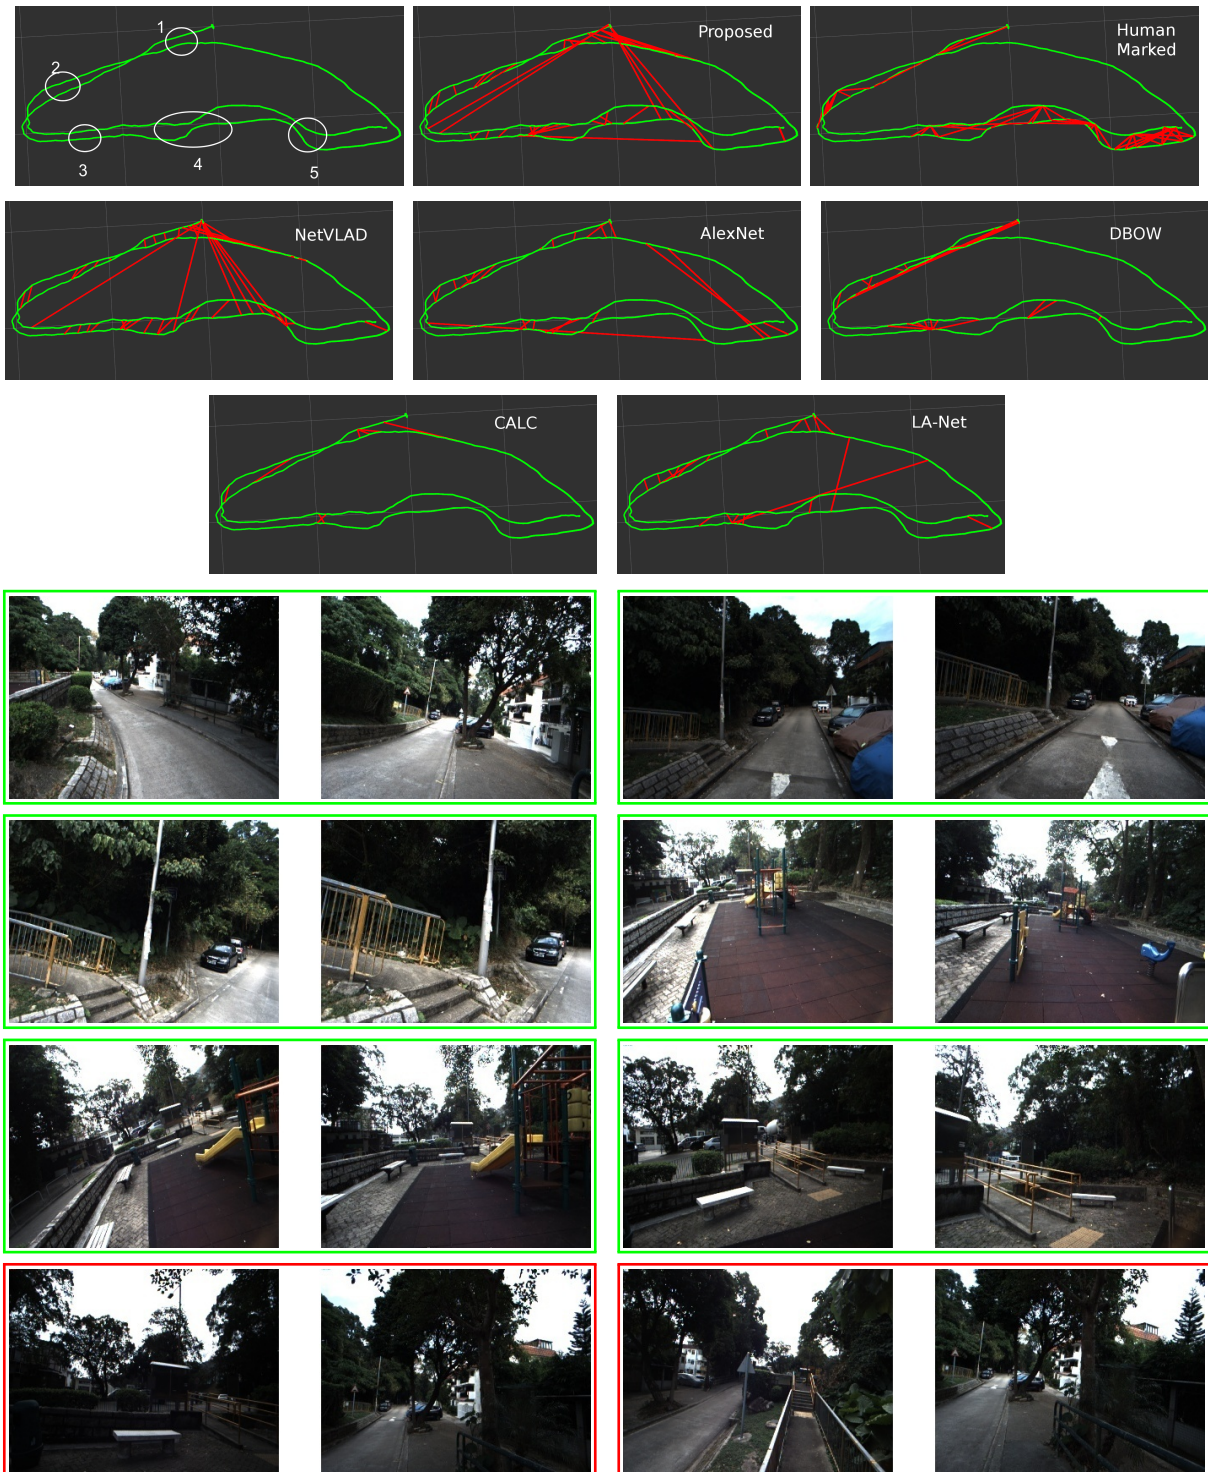 1
2
3
4
5
Proposed
Human
Marked
NetVLAD
AlexNet
DBOW
CALC
LA-Net